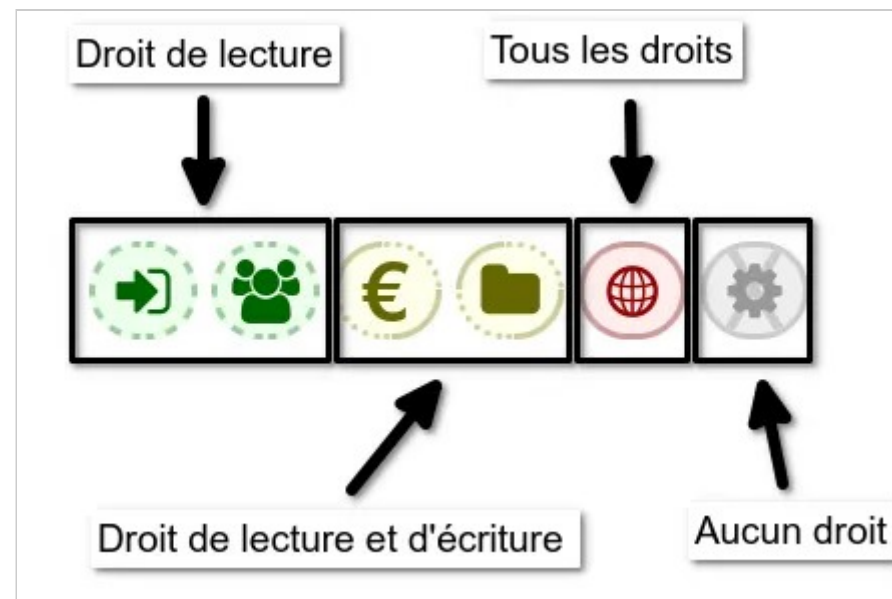 Droit de lecture
Tous les droits
€
Droit de lecture et d'écriture
Aucun droit